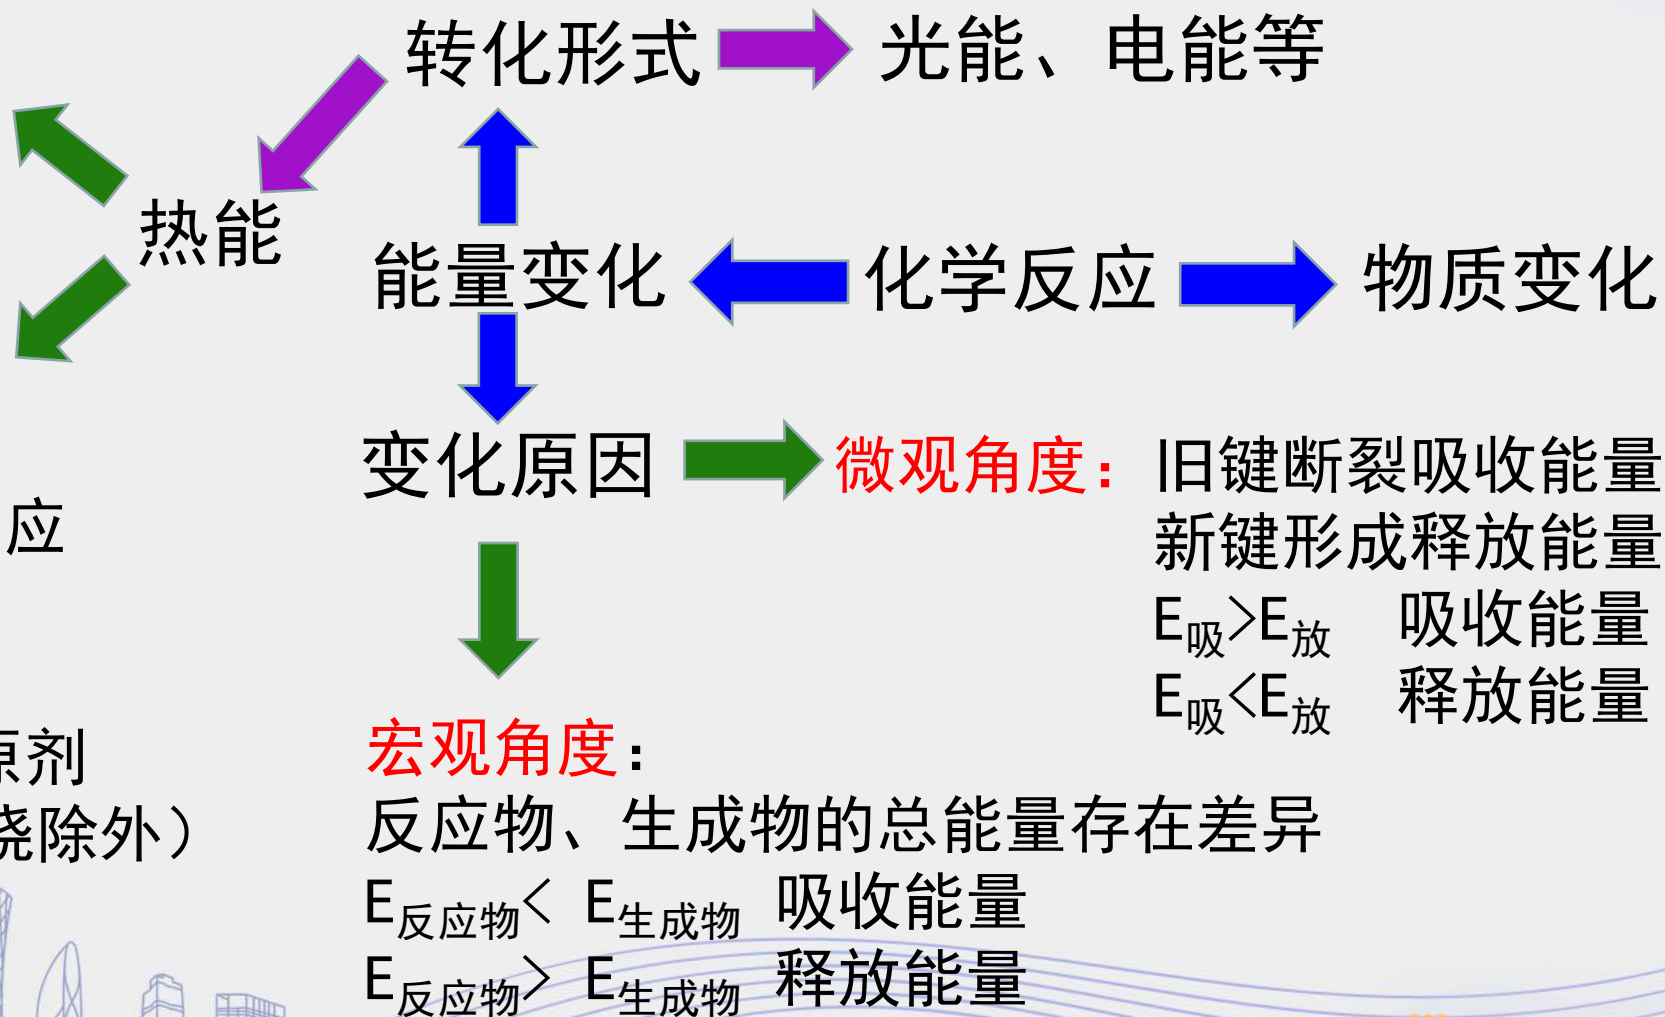 转化形式
光能、电能等
热能
能量变化
化学反应
物质变化
变化原因
微观角度：旧键断裂吸收能量
新键形成释放能量
E吸>E放 吸收能量
E吸<E放 释放能量
应
原剂
烧除外）
宏观角度：
反应物、生成物的总能量存在差异
E反应物< E生成物 吸收能量
E反应物> E生成物 释放能量